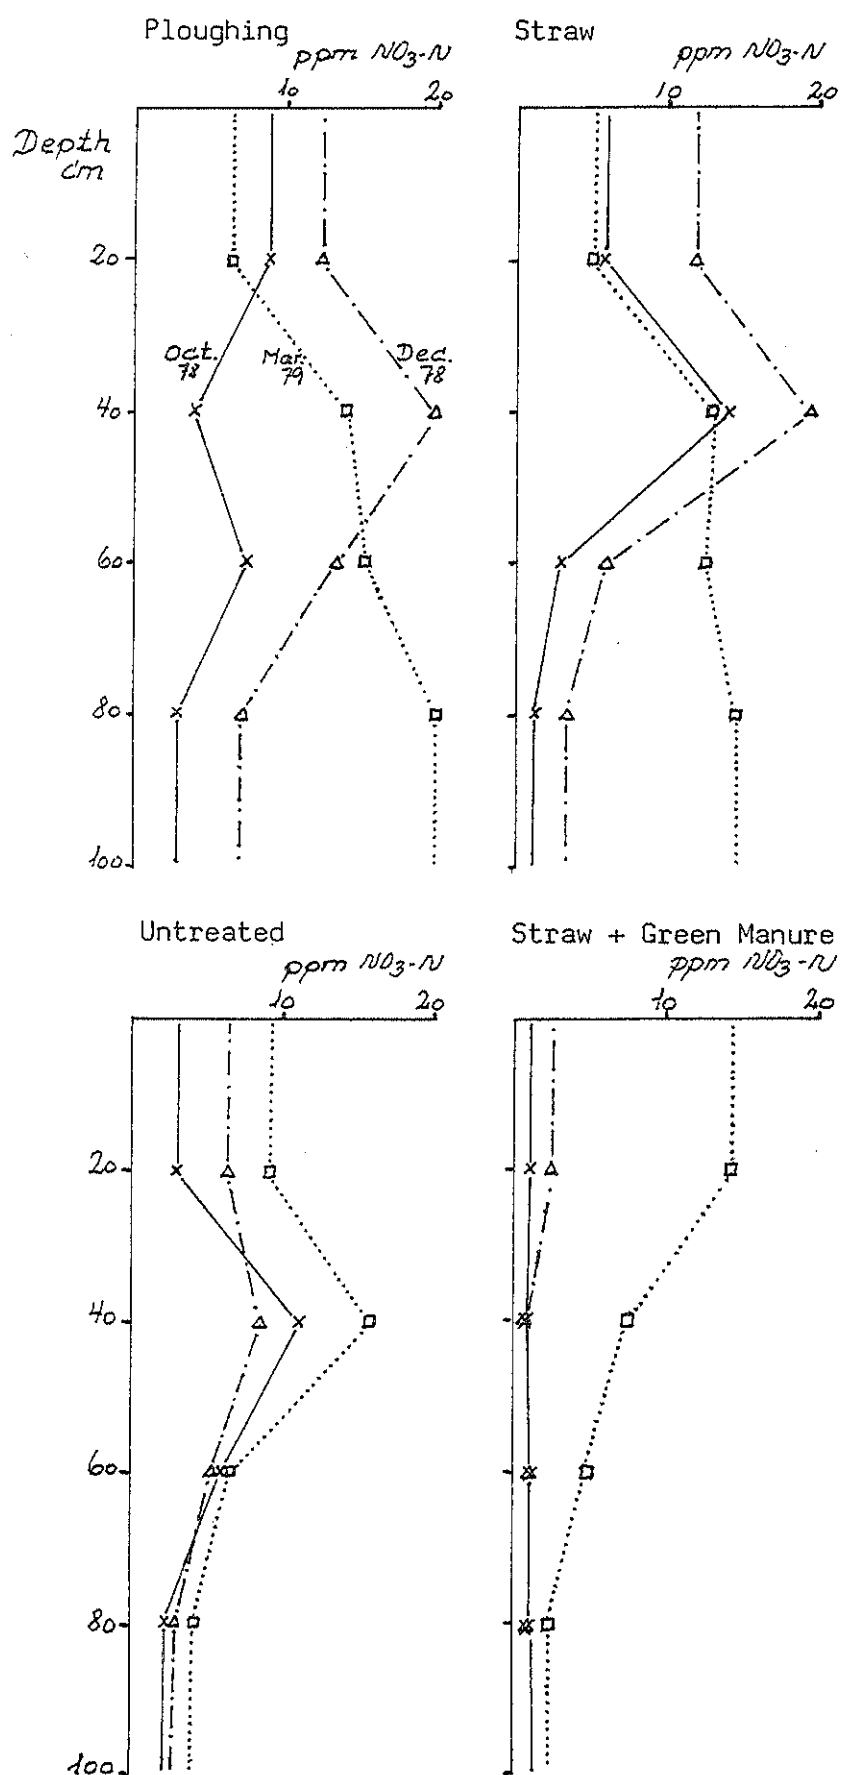 Ploughing
ppm NO₃-N
10 20
Depth
cm
20
40
60
80
100
Oct.
78
Mar.
79
Dec.
78
Straw
ppm NO₃-N
10 20
Untreated
ppm NO₃-N
10 20
20
40
60
80
100
Straw + Green Manure
ppm NO₃-N
10 20